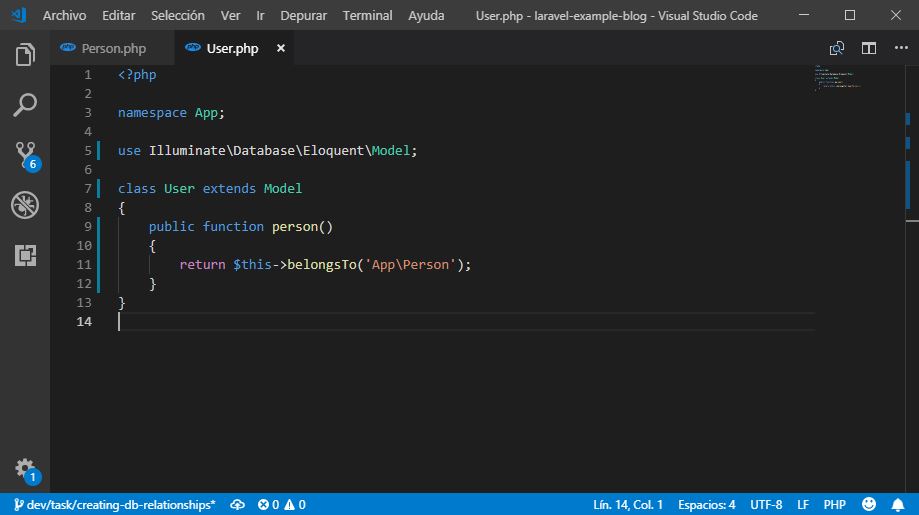 Archivo Editar Selección Ver Ir Depurar Terminal Ayuda User.php - laravel-example-blog - Visual Studio Code
Person.php User.php
1 <?php
2
3 namespace App;
4
5 use Illuminate\Database\Eloquent\Model;
6
7 class User extends Model
8 {
9 public function person()
10 {
11 return $this->belongsTo('App\Person');
12 }
13 }
14
6
1
dev/task/creating-db-relationships* 0 0 Lín. 14, Col. 1 Espacios: 4 UTF-8 LF PHP